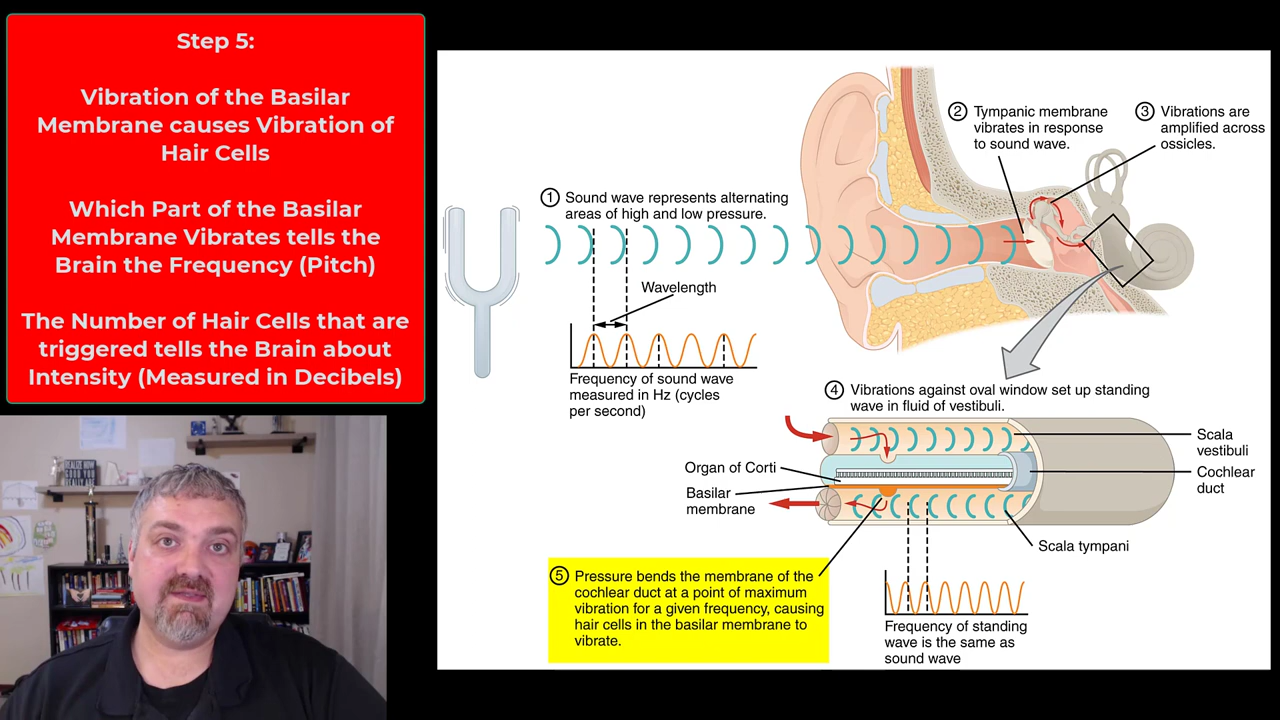 Step 5:
Vibration of the Basilar
Membrane causes Vibration of
Hair Cells
Which Part of the Basilar
Membrane Vibrates tells the
Brain the Frequency (Pitch)
The Number of Hair Cells that are
triggered tells the Brain about
Intensity (Measured in Decibels)
① Sound wave represents alternating
areas of high and low pressure.
② Tympanic membrane
vibrates in response
to sound wave.
③ Vibrations are
amplified across
ossicles.
Wavelength
Frequency of sound wave
measured in Hz (cycles
per second)
④ Vibrations against oval window set up standing
wave in fluid of vestibuli.
Scala
vestibuli
Organ of Corti
Cochlear
duct
Basilar
membrane
Scala tympani
⑤ Pressure bends the membrane of the
cochlear duct at a point of maximum
vibration for a given frequency, causing
hair cells in the basilar membrane to
vibrate.
Frequency of standing
wave is the same as
sound wave